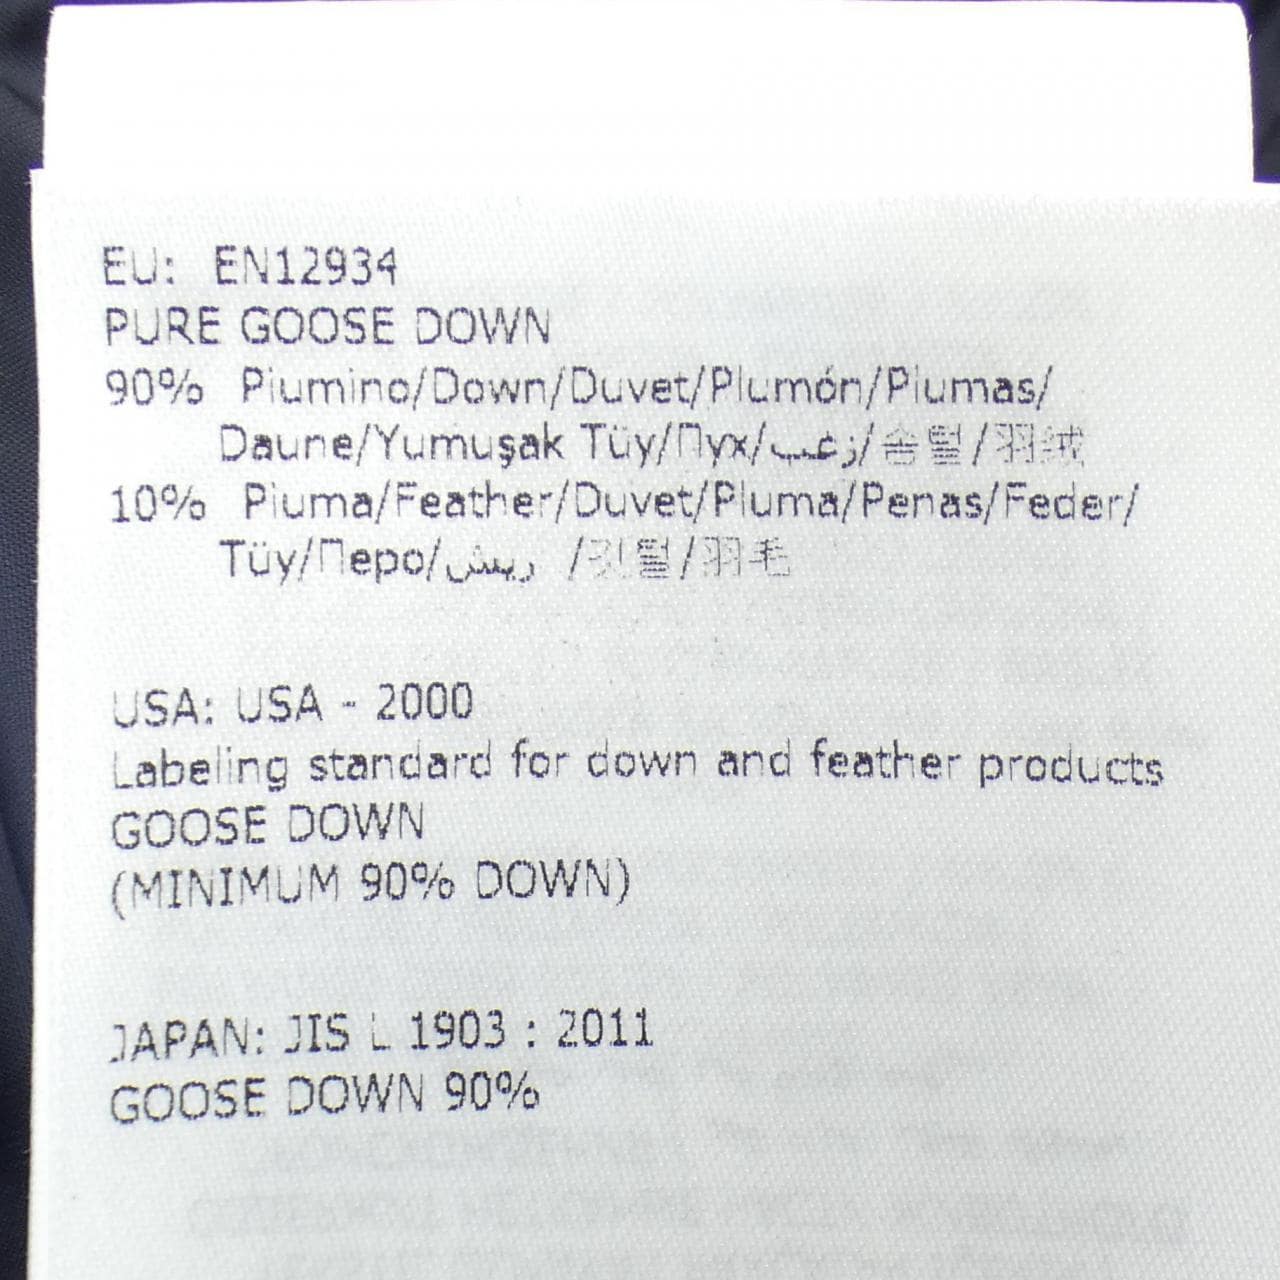 EU: EN12934
PURE GOOSE DOWN
90% Piumino/Down/Duvet/Plumón/Plumas/
Daune/Yumuşak Tüy/Пух/زغب/솜털/羽绒
10% Piuma/Feather/Duvet/Pluma/Penas/Feder/
Tüy/Перо/ريش /깃털/羽毛
USA: USA - 2000
Labeling standard for down and feather products
GOOSE DOWN
(MINIMUM 90% DOWN)
JAPAN: JIS L 1903 : 2011
GOOSE DOWN 90%